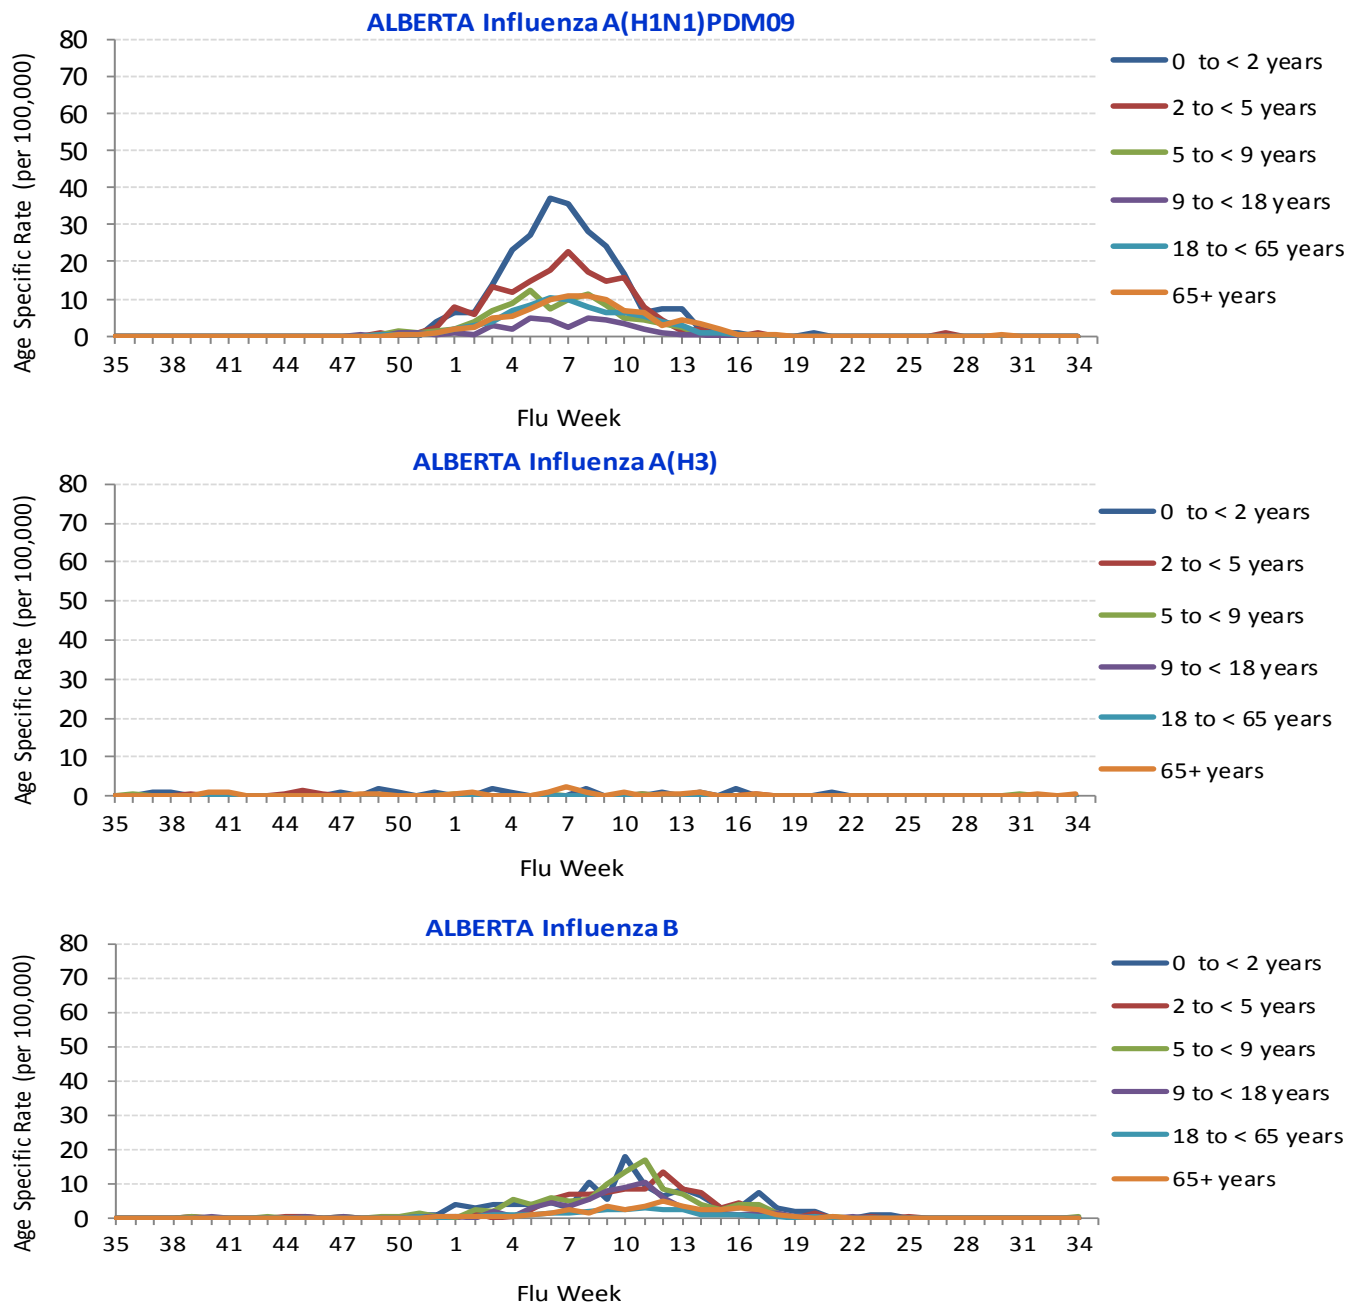 ALBERTA Influenza A(H1N1)PDM09
Age Specific Rate (per 100,000)
80
70
60
50
40
30
20
10
0
35 38 41 44 47 50 1 4 7 10 13 16 19 22 25 28 31 34
Flu Week
0 to < 2 years
2 to < 5 years
5 to < 9 years
9 to < 18 years
18 to < 65 years
65+ years
ALBERTA Influenza A(H3)
Age Specific Rate (per 100,000)
80
70
60
50
40
30
20
10
0
35 38 41 44 47 50 1 4 7 10 13 16 19 22 25 28 31 34
Flu Week
0 to < 2 years
2 to < 5 years
5 to < 9 years
9 to < 18 years
18 to < 65 years
65+ years
ALBERTA Influenza B
Age Specific Rate (per 100,000)
80
70
60
50
40
30
20
10
0
35 38 41 44 47 50 1 4 7 10 13 16 19 22 25 28 31 34
Flu Week
0 to < 2 years
2 to < 5 years
5 to < 9 years
9 to < 18 years
18 to < 65 years
65+ years